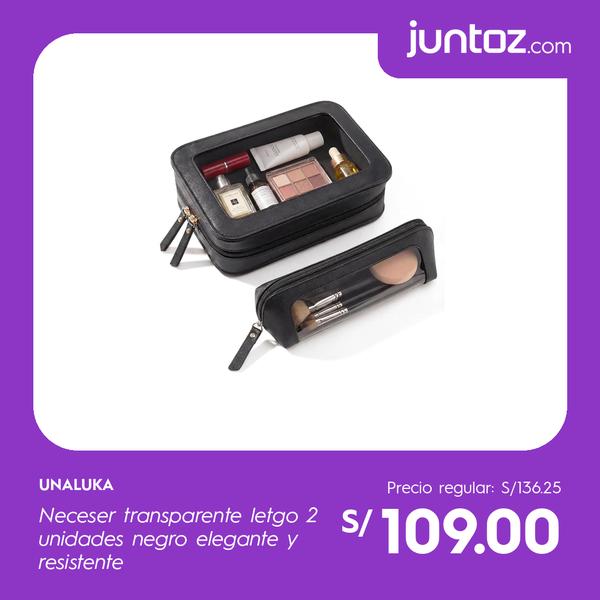 juntoz.com
UNALUKA
Neceser transparente letgo 2
unidades negro elegante y
resistente
Precio regular: S/136.25
S/109.00